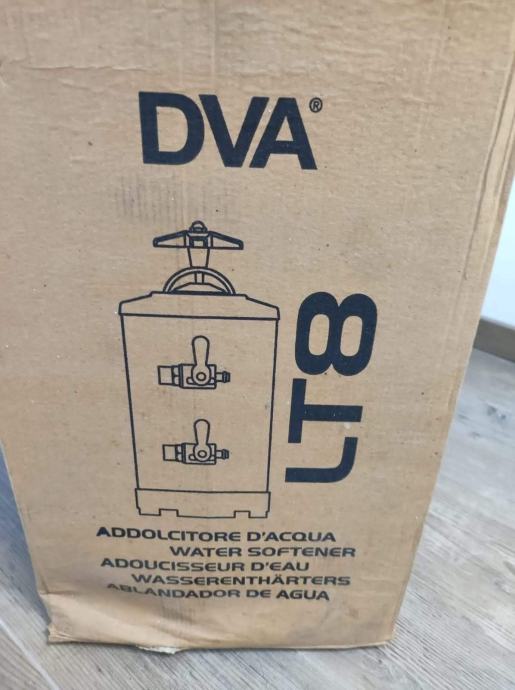 DVA®
LT8
ADDOLCITORE D'ACQUA
WATER SOFTENER
ADOUCISSEUR D'EAU
WASSERENTHÄRTERS
ABLANDADOR DE AGUA